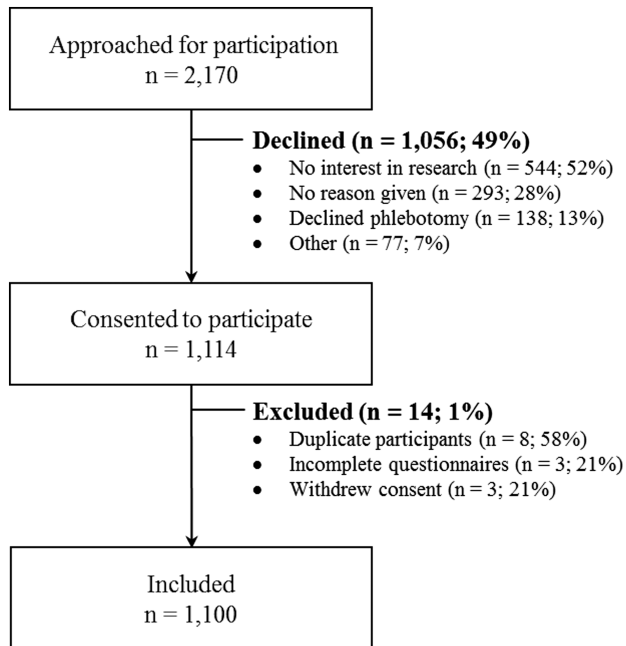 Approached for participation
n = 2,170
Declined (n = 1,056; 49%)
• No interest in research (n = 544; 52%)
• No reason given (n = 293; 28%)
• Declined phlebotomy (n = 138; 13%)
• Other (n = 77; 7%)
Consented to participate
n = 1,114
Excluded (n = 14; 1%)
• Duplicate participants (n = 8; 58%)
• Incomplete questionnaires (n = 3; 21%)
• Withdrew consent (n = 3; 21%)
Included
n = 1,100